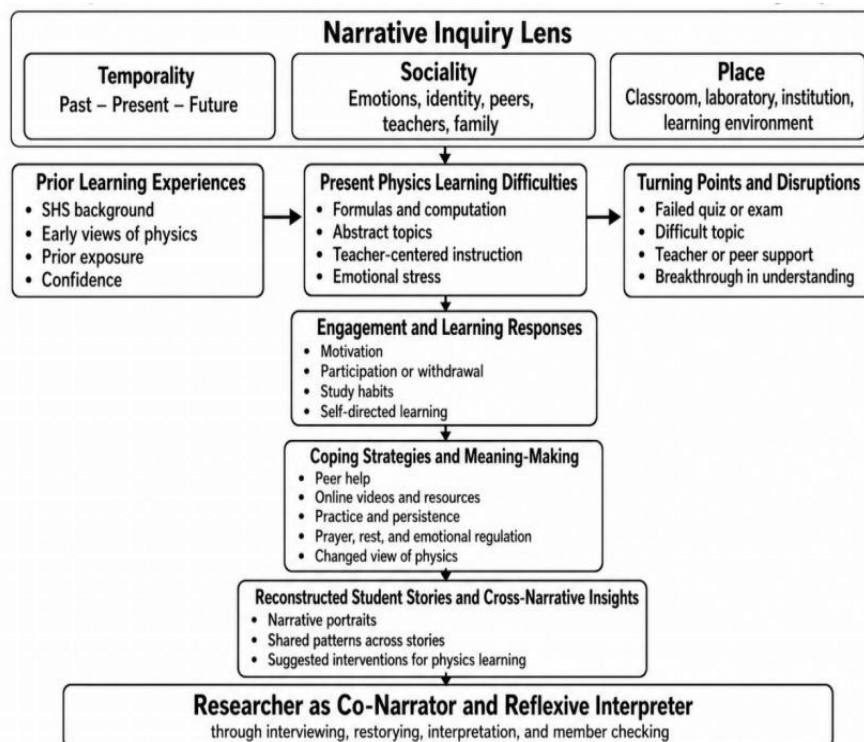 Narrative Inquiry Lens
Temporality
Past – Present – Future
Sociality
Emotions, identity, peers,
teachers, family
Place
Classroom, laboratory, institution,
learning environment
Prior Learning Experiences
• SHS background
• Early views of physics
• Prior exposure
• Confidence
Present Physics Learning Difficulties
• Formulas and computation
• Abstract topics
• Teacher-centered instruction
• Emotional stress
Turning Points and Disruptions
• Failed quiz or exam
• Difficult topic
• Teacher or peer support
• Breakthrough in understanding
Engagement and Learning Responses
• Motivation
• Participation or withdrawal
• Study habits
• Self-directed learning
Coping Strategies and Meaning-Making
• Peer help
• Online videos and resources
• Practice and persistence
• Prayer, rest, and emotional regulation
• Changed view of physics
Reconstructed Student Stories and Cross-Narrative Insights
• Narrative portraits
• Shared patterns across stories
• Suggested interventions for physics learning
Researcher as Co-Narrator and Reflexive Interpreter
through interviewing, restorying, interpretation, and member checking